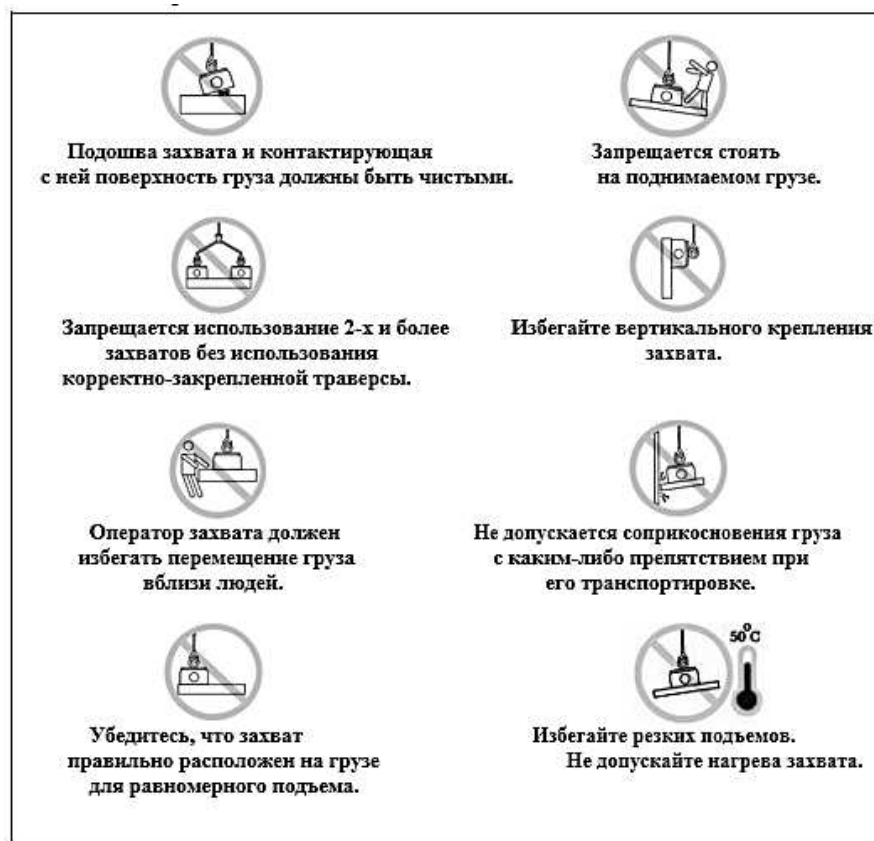 Подошва захвата и контактирующая
с ней поверхность груза должны быть чистыми.
Запрещается стоять
на поднимаемом грузе.
Запрещается использование 2-х и более
захватов без использования
корректно-закрепленной траверсы.
Избегайте вертикального крепления
захвата.
Оператор захвата должен
избегать перемещение груза
вблизи людей.
Не допускается соприкосновения груза
с каким-либо препятствием при
его транспортировке.
Убедитесь, что захват
правильно расположен на грузе
для равномерного подъема.
50°C
Избегайте резких подъемов.
Не допускайте нагрева захвата.